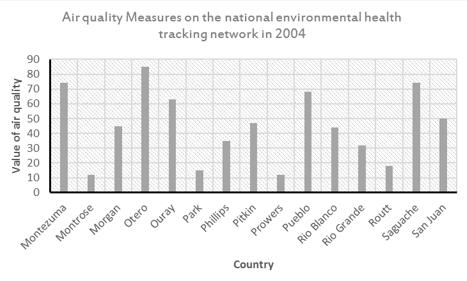 Air quality Measures on the national environmental health
tracking network in 2004
Value of air quality
90
80
70
60
50
40
30
20
10
0
Montezuma
Montrose
Morgan
Otero
Ouray
Park
Phillips
Pitkin
Prowers
Pueblo
Rio Blanco
Rio Grande
Routt
Saguache
San Juan
Country